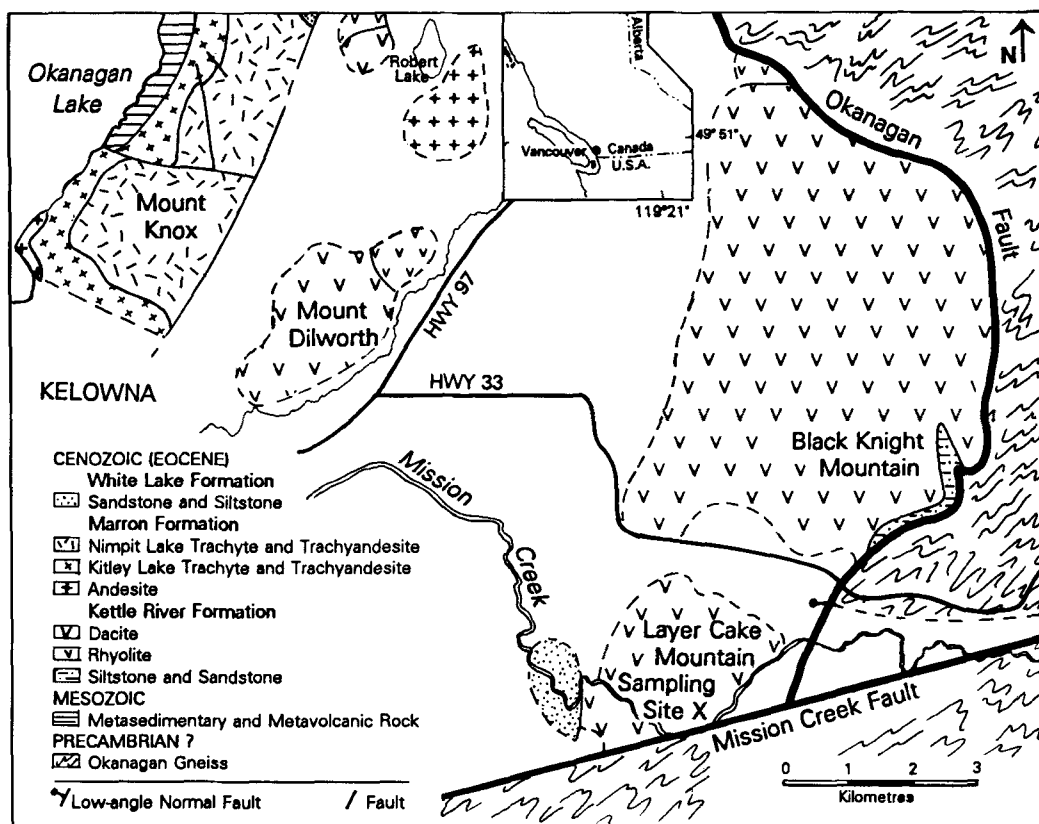 Okanagan
Lake
Robert
Lake
Alberta
N
49° 51'
Vancouver
Canada
U.S.A.
119°21'
Okanagan
Fault
Mount
Knox
Mount
Dilworth
HWY 97
HWY 33
KELOWNA
Black Knight
Mountain
Mission
Creek
Layer Cake
Mountain
Sampling
Site X
Mission Creek Fault
CENOZOIC (EOCENE)
White Lake Formation
Sandstone and Siltstone
Marron Formation
Nimpit Lake Trachyte and Trachyandesite
Kitley Lake Trachyte and Trachyandesite
Andesite
Kettle River Formation
Dacite
Rhyolite
Siltstone and Sandstone
MESOZOIC
Metasedimentary and Metavolcanic Rock
PRECAMBRIAN ?
Okanagan Gneiss
Low-angle Normal Fault
Fault
0 1 2 3
Kilometres